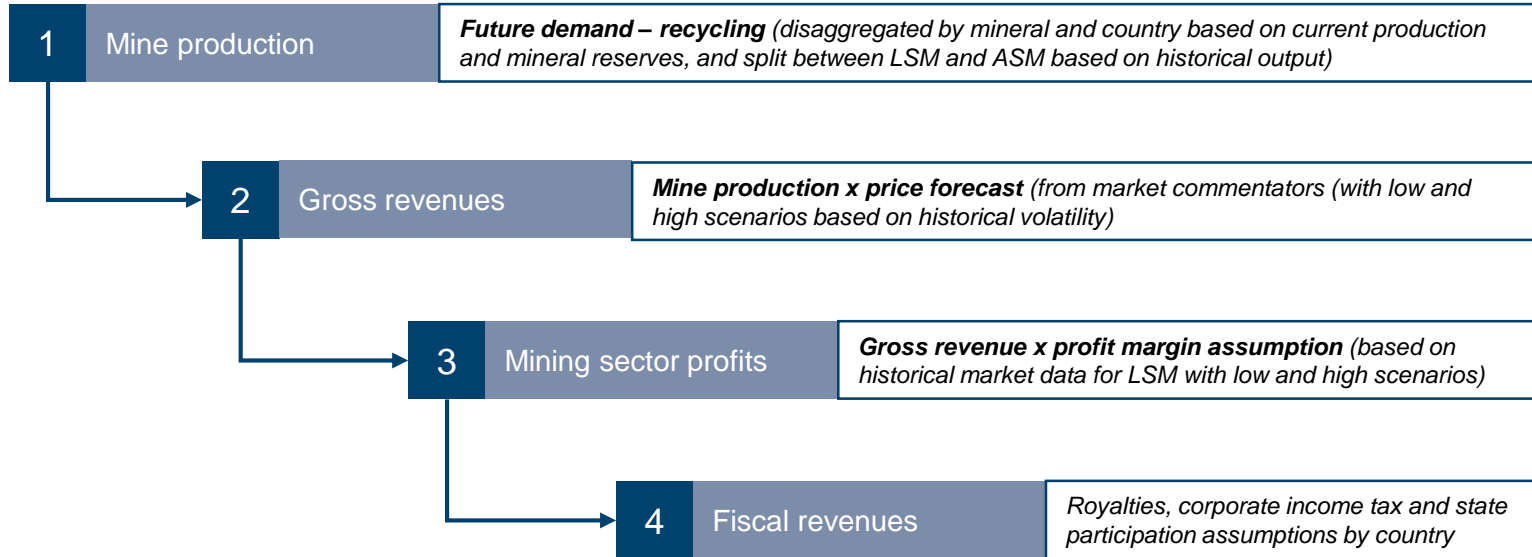 1
Mine production
Future demand – recycling (disaggregated by mineral and country based on current production
and mineral reserves, and split between LSM and ASM based on historical output)
2
Gross revenues
Mine production x price forecast (from market commentators (with low and
high scenarios based on historical volatility)
3
Mining sector profits
Gross revenue x profit margin assumption (based on
historical market data for LSM with low and high scenarios)
4
Fiscal revenues
Royalties, corporate income tax and state
participation assumptions by country